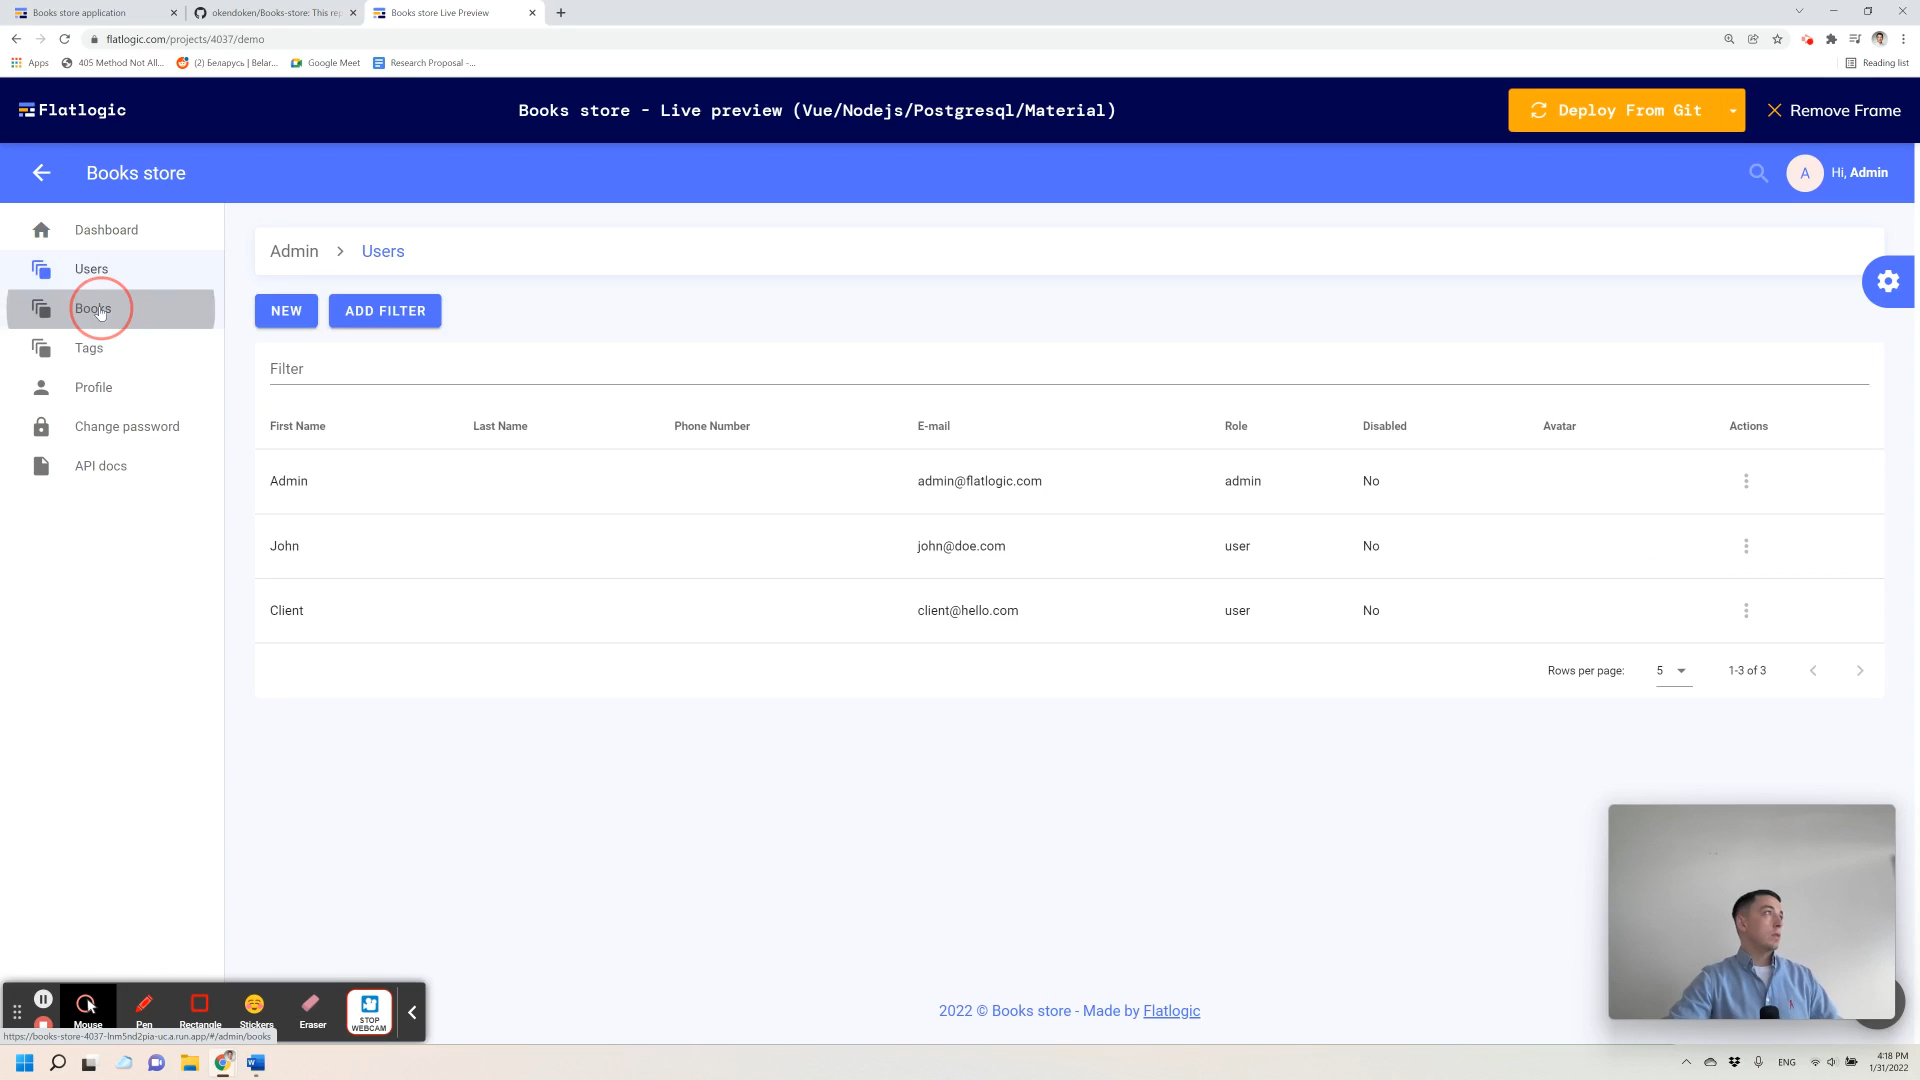 Books store application
okendoken/Books-store: This rep
Books store Live Preview
flatlogic.com/projects/4037/demo
Apps
405 Method Not All...
(2) Беларусь | Belar...
Google Meet
Research Proposal -...
Reading list
Flatlogic
Books store - Live preview (Vue/Nodejs/Postgresql/Material)
Deploy From Git
Remove Frame
Books store
A
Hi, Admin
Dashboard
Users
Books
Tags
Profile
Change password
API docs
Admin > Users
NEW
ADD FILTER
Filter
First Name Last Name Phone Number E-mail Role Disabled Avatar Actions
Admin admin@flatlogic.com admin No
John john@doe.com user No
Client client@hello.com user No
Rows per page: 5 1-3 of 3
2022 © Books store - Made by Flatlogic
Mouse
Pen
Rectangle
Stickers
Eraser
STOP
WEBCAM
https://books-store-4037-lnm5nd2pia-uc.a.run.app/#/admin/books
ENG
4:18 PM
1/31/2022